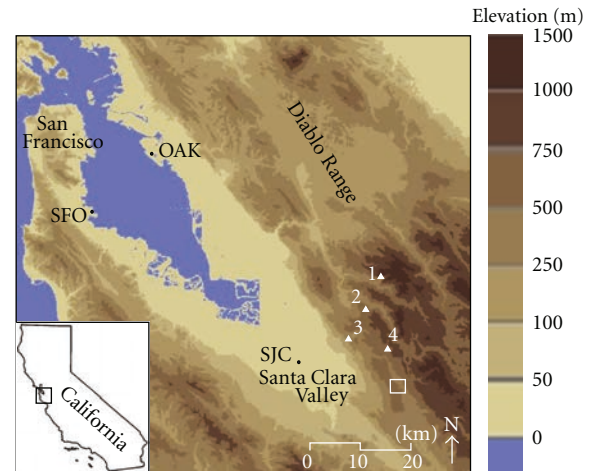 Elevation (m)
1500
1000
750
500
250
100
50
0
San
Francisco
OAK
SFO
Diablo Range
1
2
3
4
SJC
Santa Clara
Valley
California
(km)
N
0 10 20